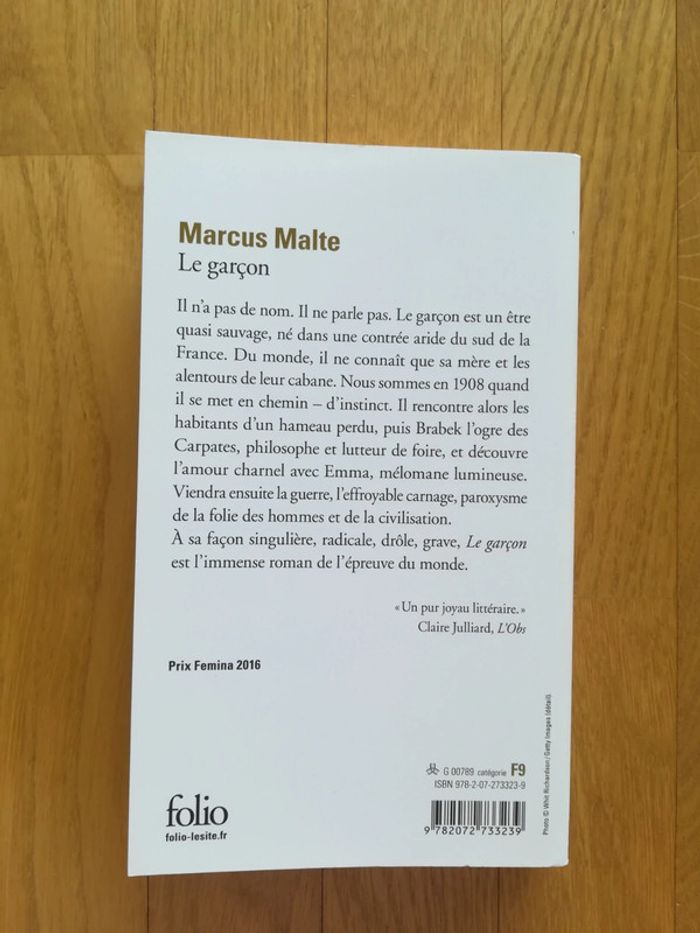 Marcus Malte
Le garçon
Il n’a pas de nom. Il ne parle pas. Le garçon est un être
quasi sauvage, né dans une contrée aride du sud de la
France. Du monde, il ne connaît que sa mère et les
alentours de leur cabane. Nous sommes en 1908 quand
il se met en chemin – d’instinct. Il rencontre alors les
habitants d’un hameau perdu, puis Brabek l’ogre des
Carpates, philosophe et lutteur de foire, et découvre
l’amour charnel avec Emma, mélomane lumineuse.
Viendra ensuite la guerre, l’effroyable carnage, paroxysme
de la folie des hommes et de la civilisation.
À sa façon singulière, radicale, drôle, grave, Le garçon
est l’immense roman de l’épreuve du monde.
« Un pur joyau littéraire. »
Claire Julliard, L’Obs
Prix Femina 2016
G 00789 catégorie F9
ISBN 978-2-07-273323-9
9 782072 733239
folio
folio-lesite.fr
Photo © Whit Richardson / Getty Images (détail).